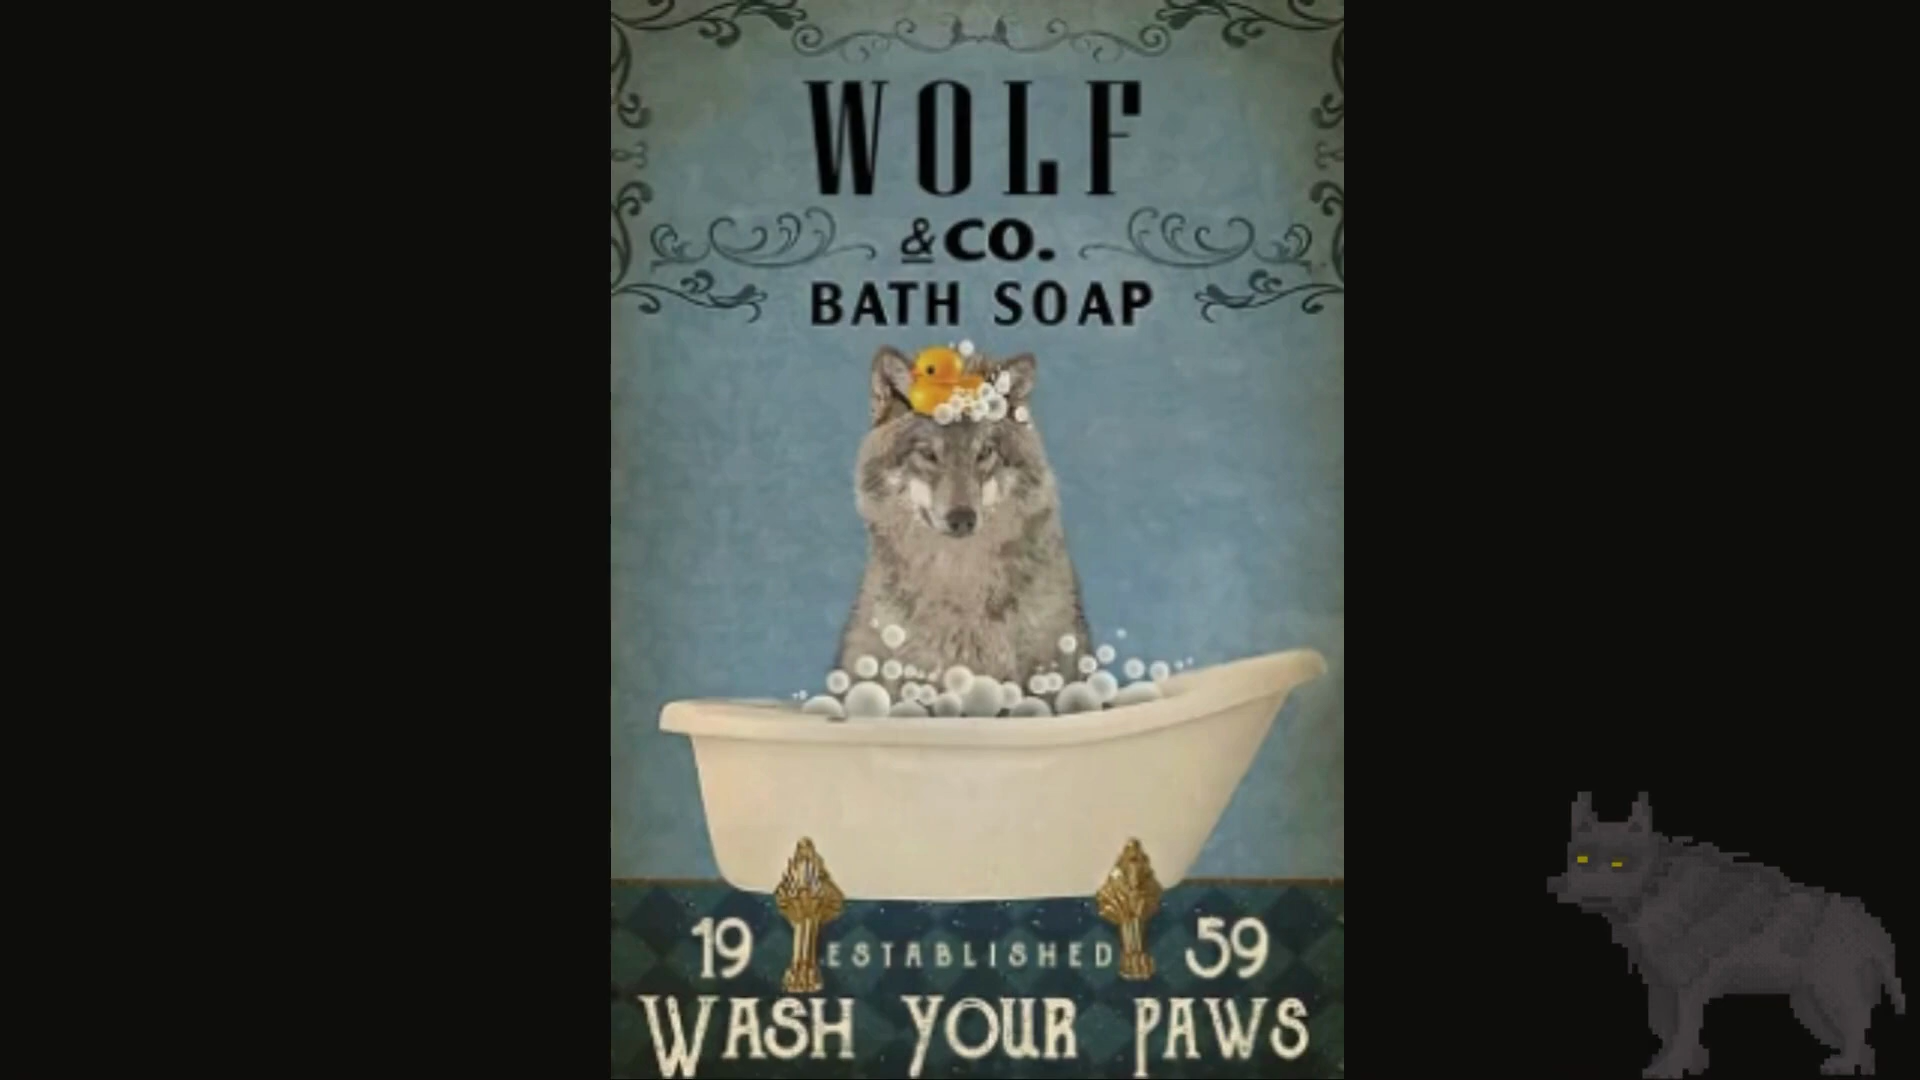 WOLF
&CO.
BATH SOAP
19 ESTABLISHED 59
WASH YOUR PAWS